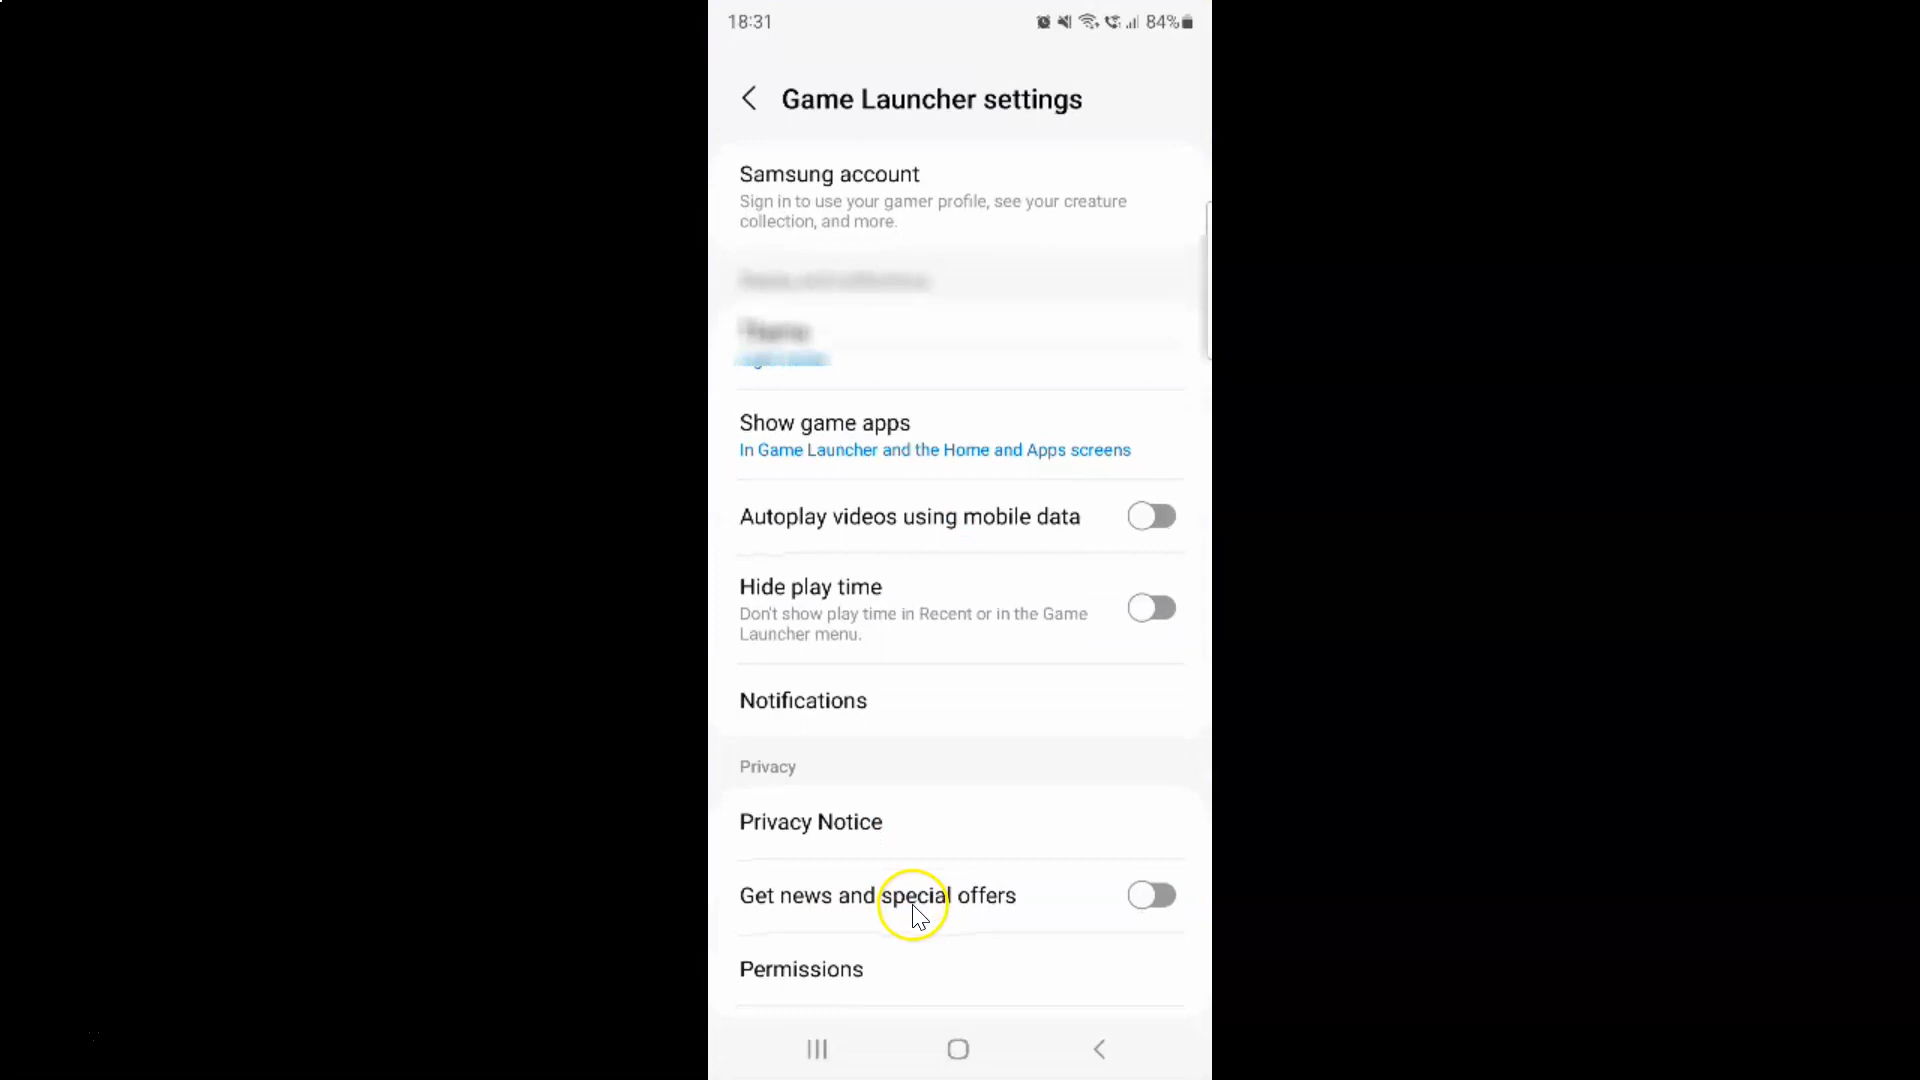 18:31
84%
Game Launcher settings
Samsung account
Sign in to use your gamer profile, see your creature
collection, and more.
Show game apps
In Game Launcher and the Home and Apps screens
Autoplay videos using mobile data
Hide play time
Don't show play time in Recent or in the Game
Launcher menu.
Notifications
Privacy
Privacy Notice
Get news and special offers
Permissions